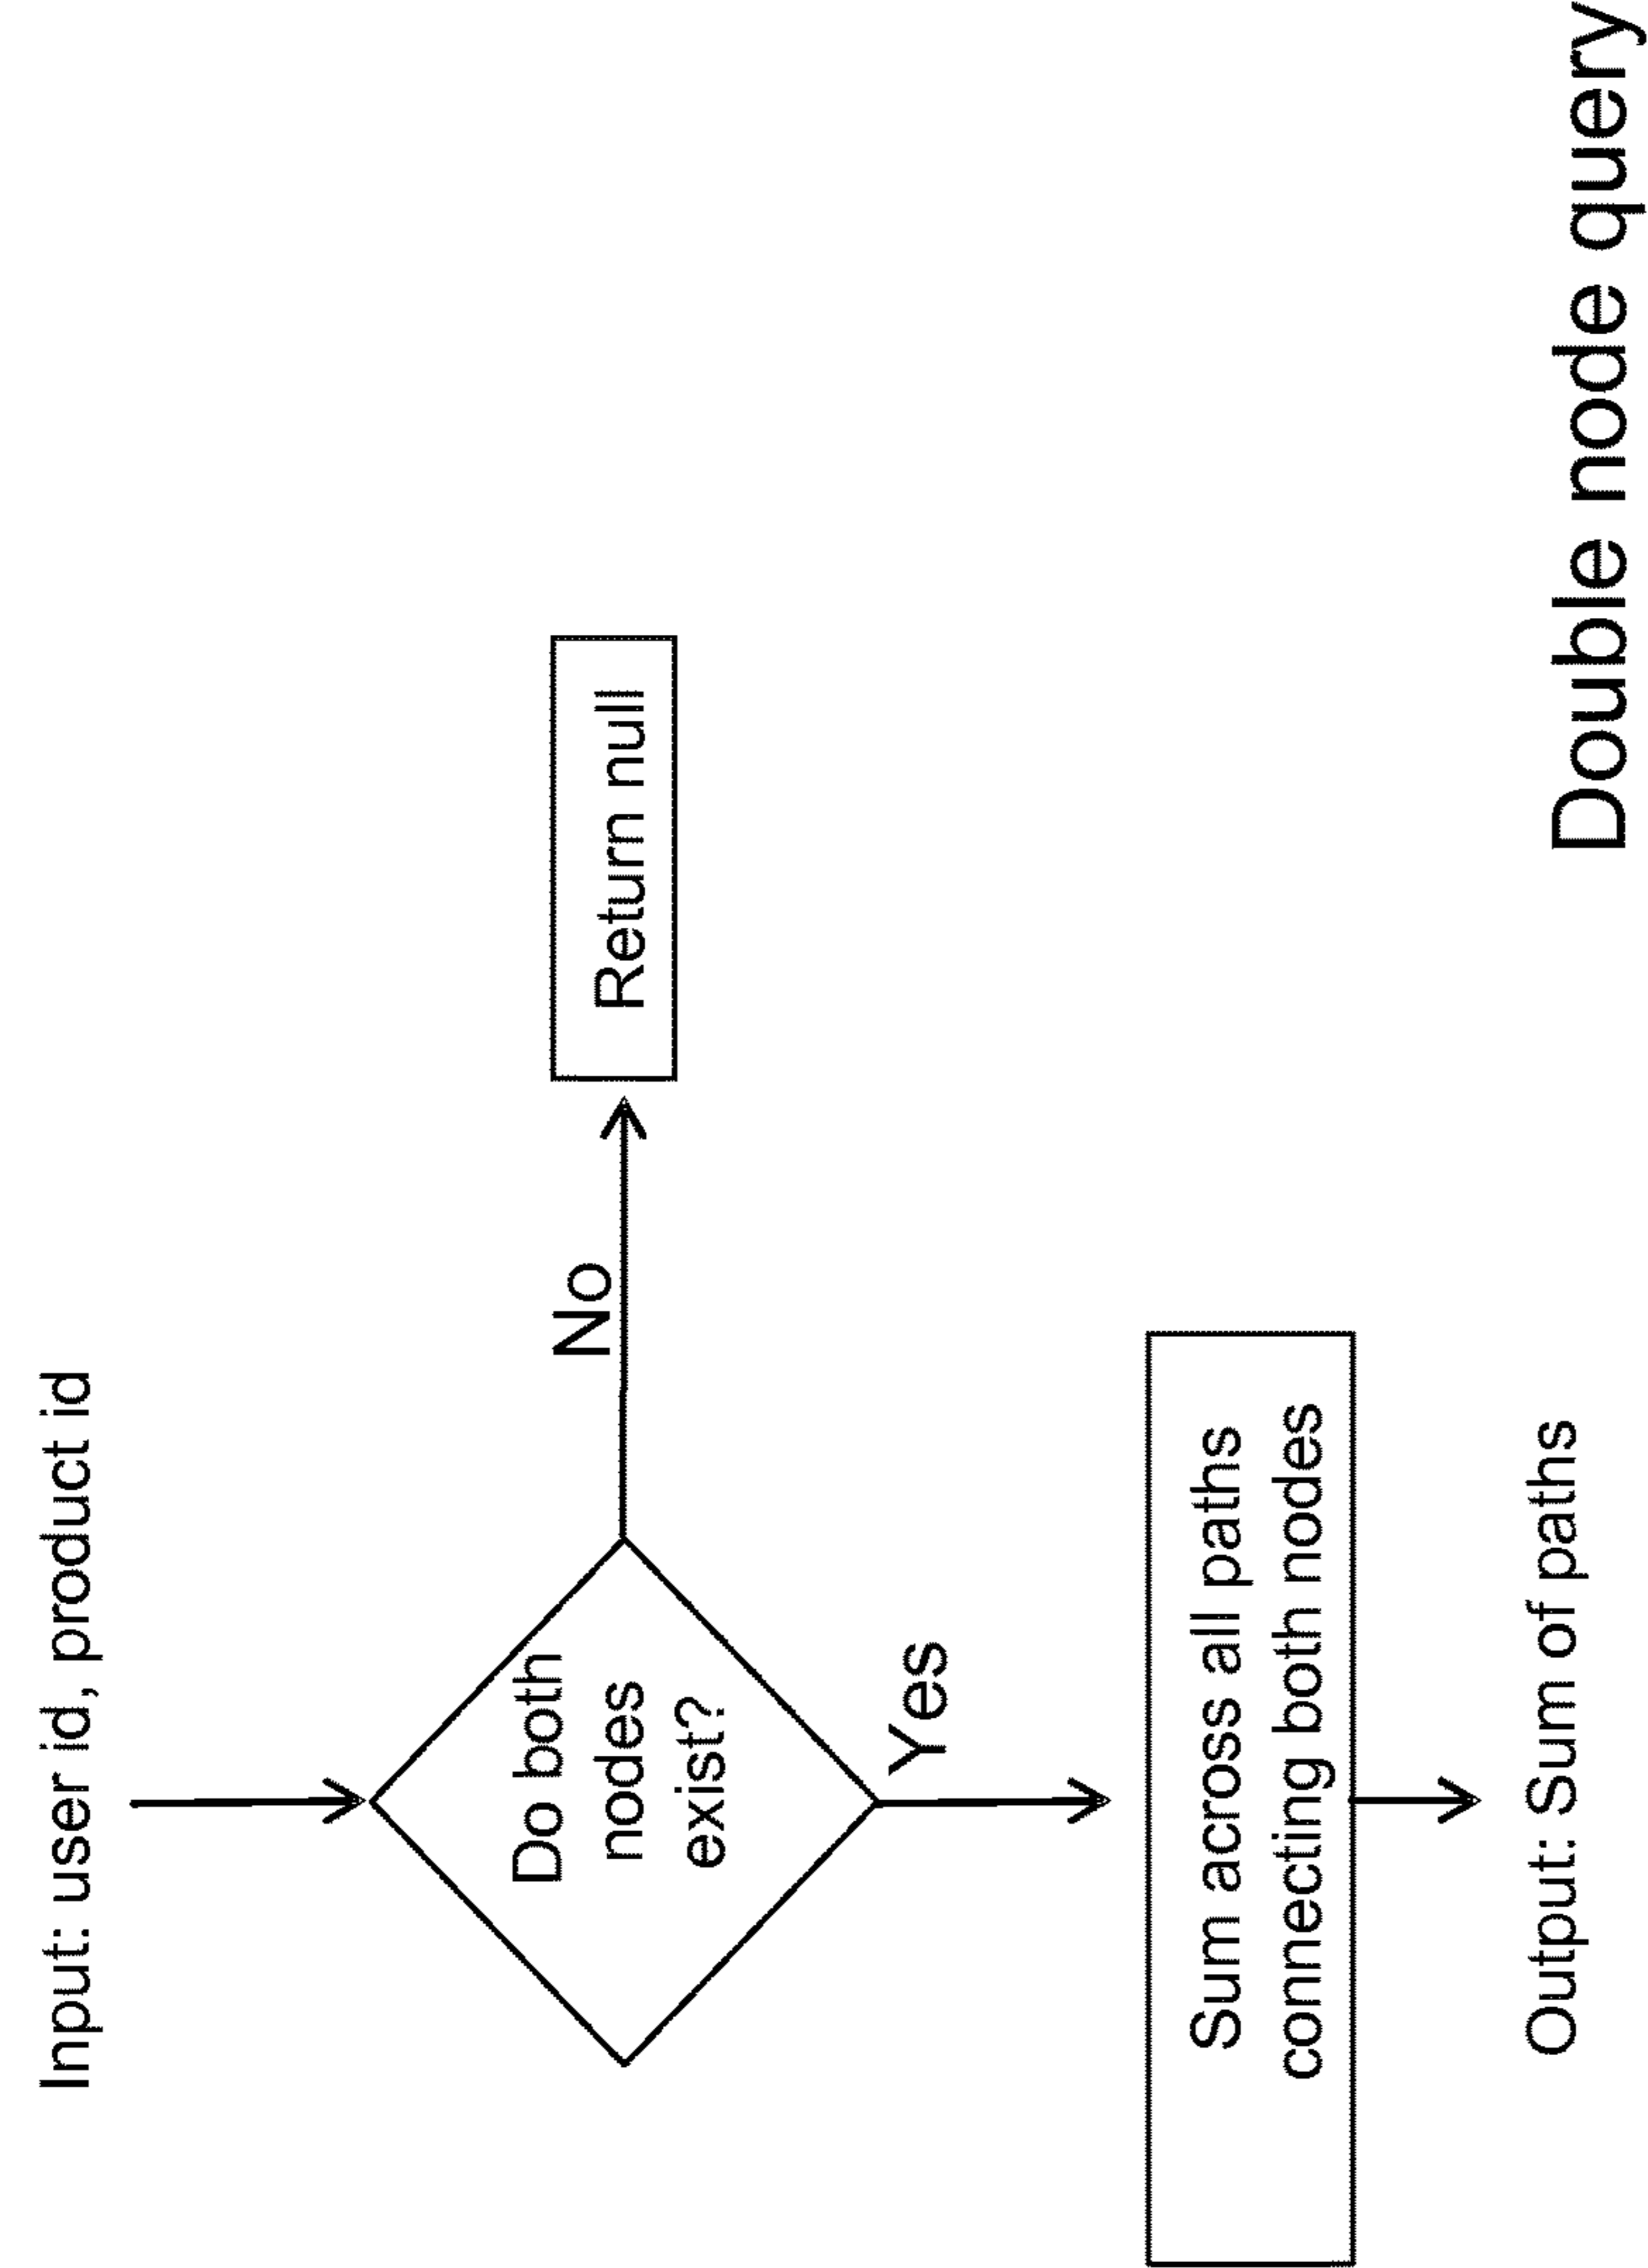 Input: user id, product id
Do both
nodes
exist?
No
Return null
Yes
Sum across all paths
connecting both nodes
Output: Sum of paths
Double node query